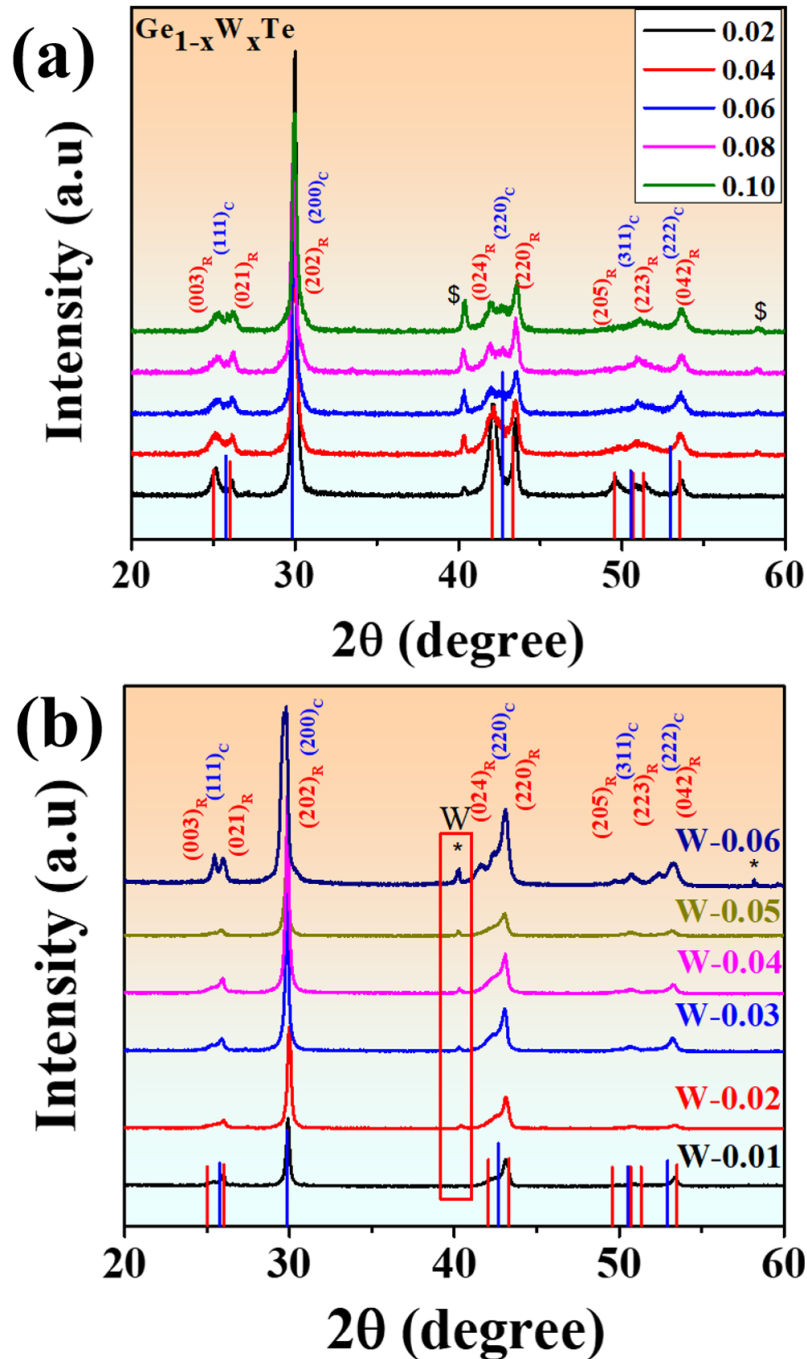 (a)
Ge1-xWxTe
0.02
0.04
0.06
0.08
0.10
Intensity (a.u)
(003)R
(111)C
(021)R
(200)C
(202)R
$
(024)R
(220)C
(220)R
(205)R
(311)C
(223)R
(222)C
(042)R
$
20
30
40
50
60
2θ (degree)
(b)
Intensity (a.u)
(003)R
(111)C
(021)R
(200)C
(202)R
W
*
(024)R
(220)C
(220)R
(205)R
(311)C
(223)R
(222)C
(042)R
*
W-0.06
W-0.05
W-0.04
W-0.03
W-0.02
W-0.01
20
30
40
50
60
2θ (degree)